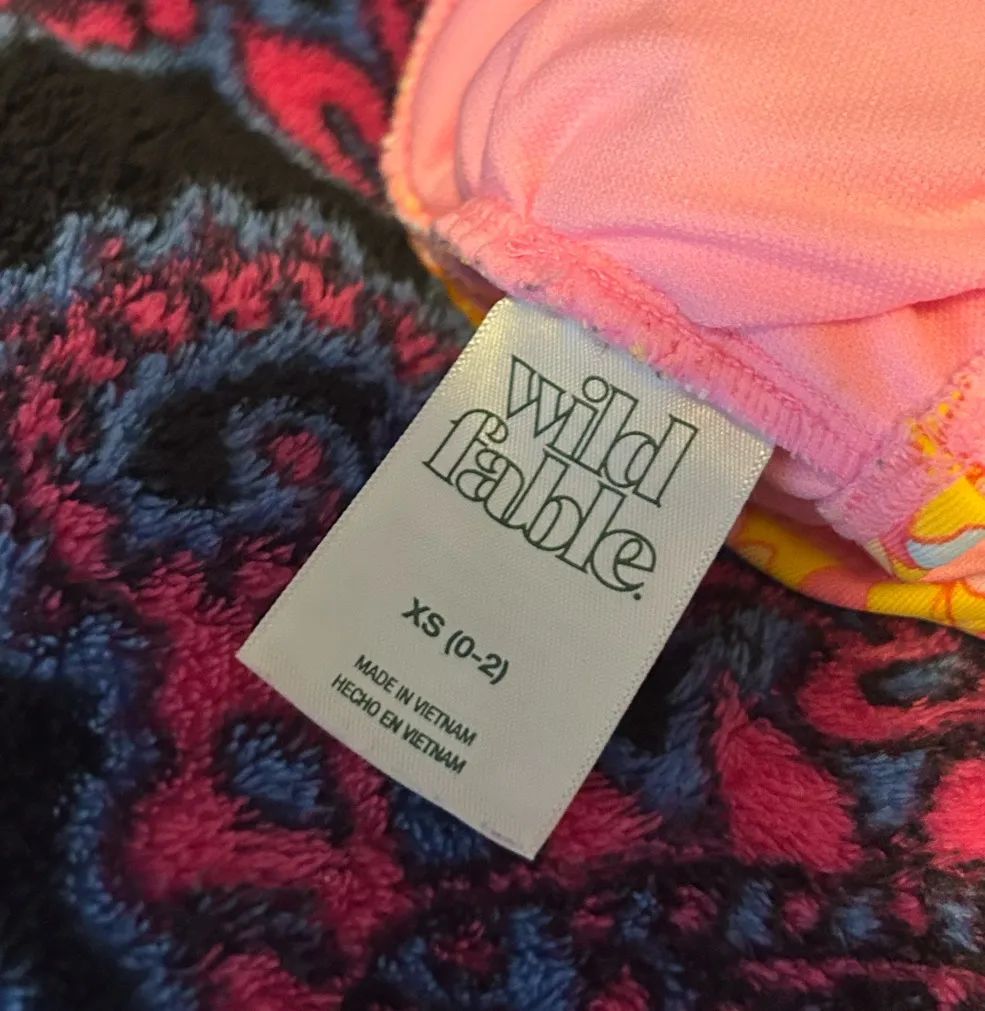 wild
fable.
XS (0-2)
MADE IN VIETNAM
HECHO EN VIETNAM